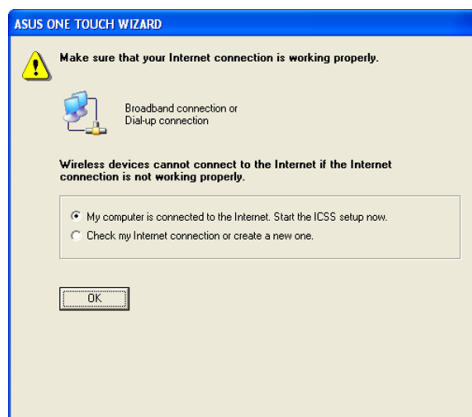 ASUS ONE TOUCH WIZARD
Make sure that your Internet connection is working properly.
Broadband connection or
Dial-up connection
Wireless devices cannot connect to the Internet if the Internet
connection is not working properly.
My computer is connected to the Internet. Start the ICSS setup now.
Check my Internet connection or create a new one.
OK